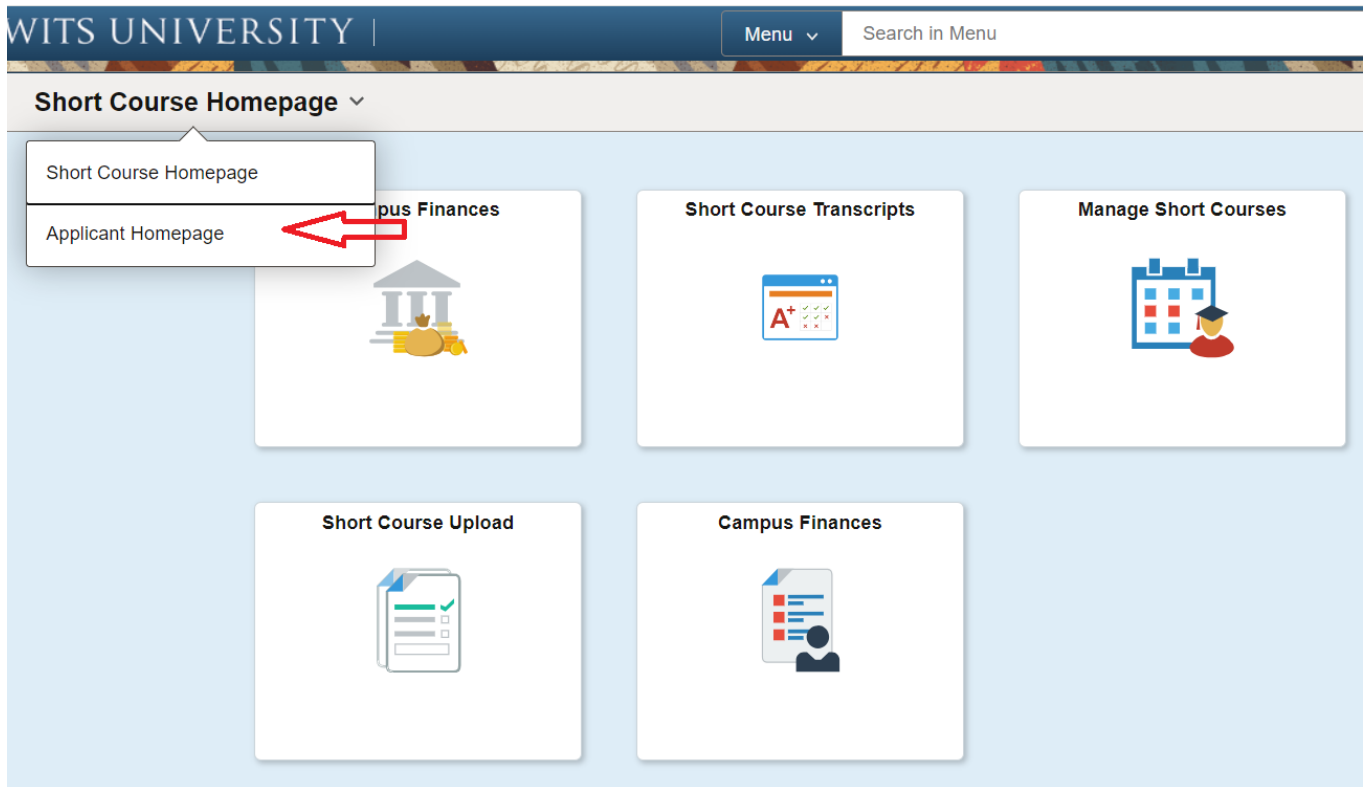 WITS UNIVERSITY |
Menu
Search in Menu
Short Course Homepage
Short Course Homepage
Applicant Homepage
pus Finances
Short Course Transcripts
Manage Short Courses
A+
Short Course Upload
Campus Finances